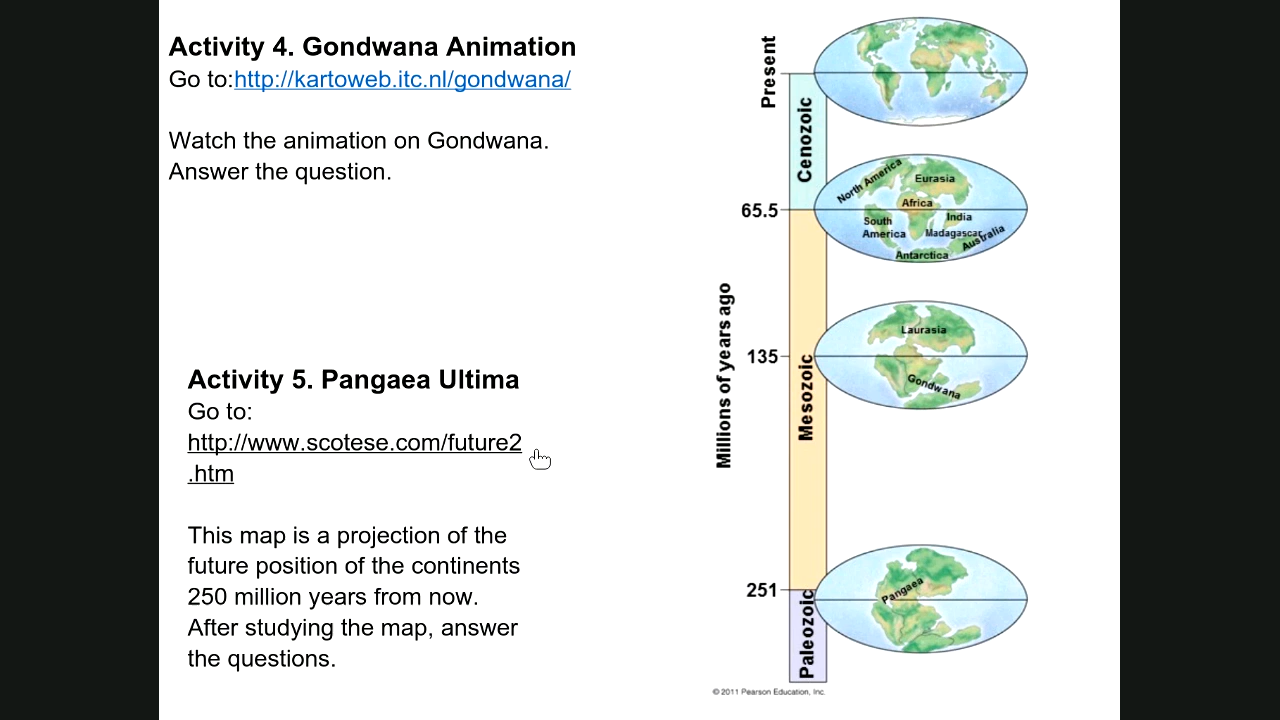 Activity 4. Gondwana Animation
Go to:http://kartoweb.itc.nl/gondwana/
Watch the animation on Gondwana.
Answer the question.
Activity 5. Pangaea Ultima
Go to:
http://www.scotese.com/future2
.htm
This map is a projection of the
future position of the continents
250 million years from now.
After studying the map, answer
the questions.
Present
Cenozoic
North America
Eurasia
Africa
65.5
India
South
America
Madagascar
Australia
Antarctica
Millions of years ago
Laurasia
135
Mesozoic
Gondwana
251
Pangaea
Paleozoic
© 2011 Pearson Education, Inc.